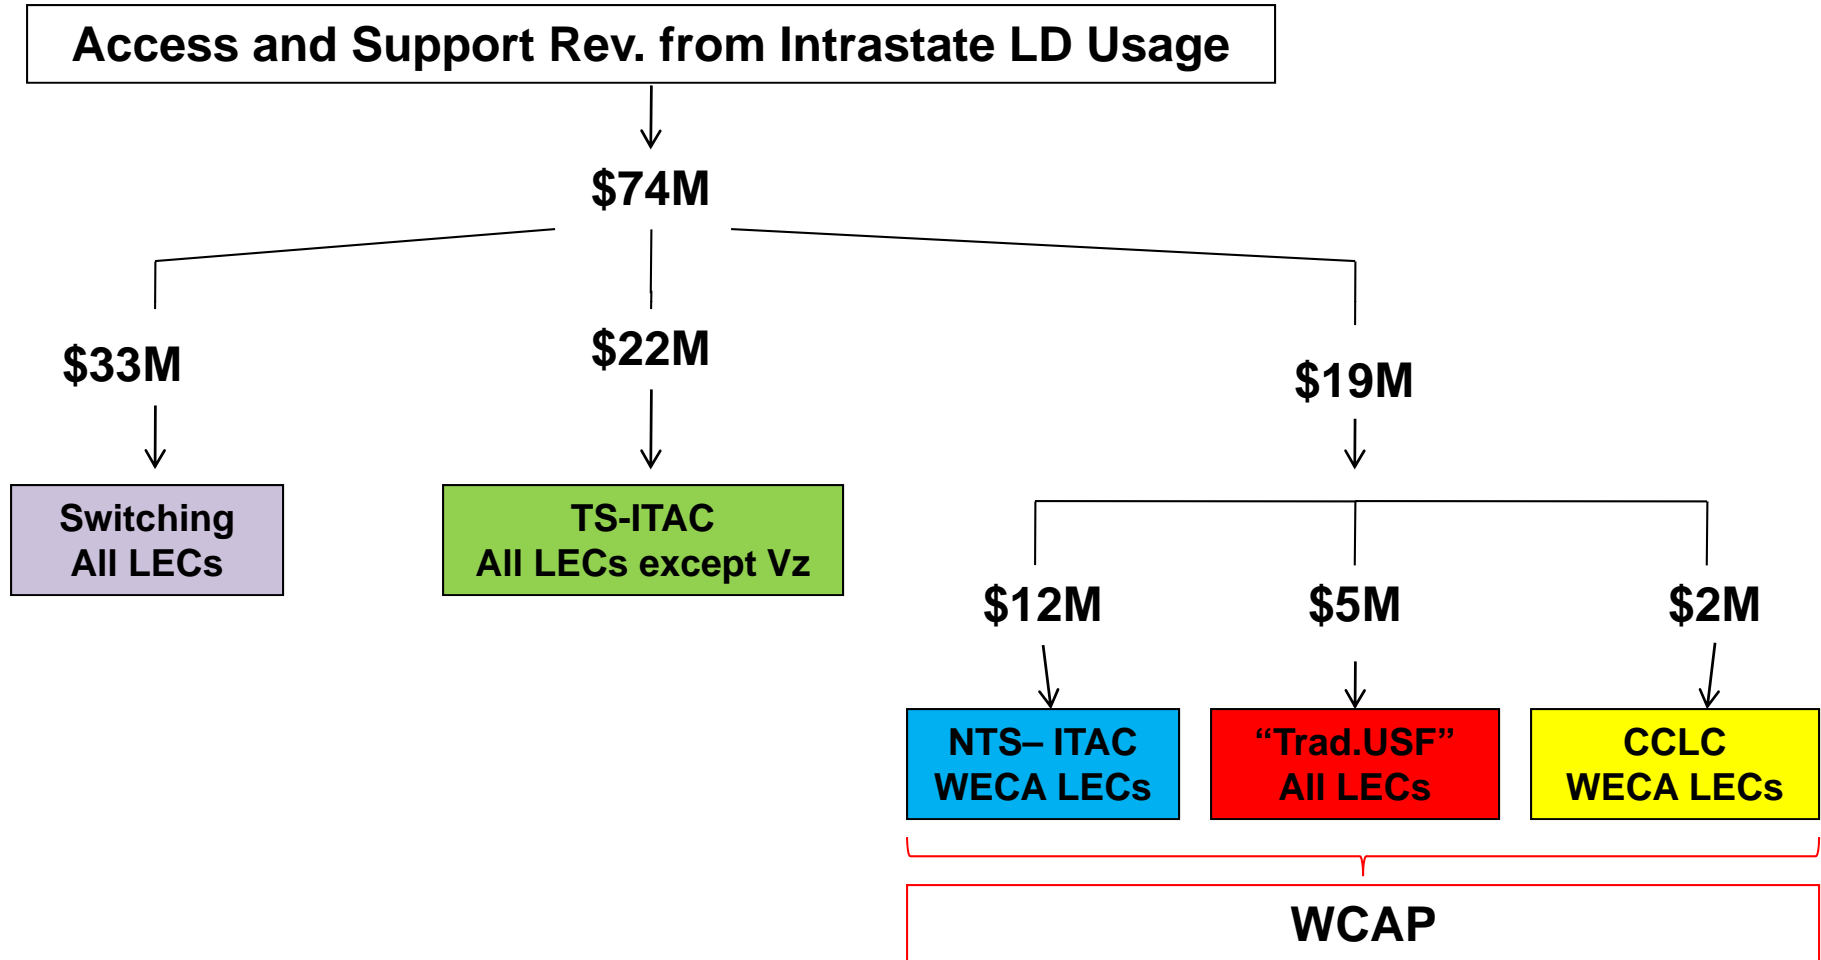 Access and Support Rev. from Intrastate LD Usage
$74M
$33M
$22M
$19M
Switching
All LECs
TS-ITAC
All LECs except Vz
$12M
$5M
$2M
NTS– ITAC
WECA LECs
“Trad.USF”
All LECs
CCLC
WECA LECs
WCAP